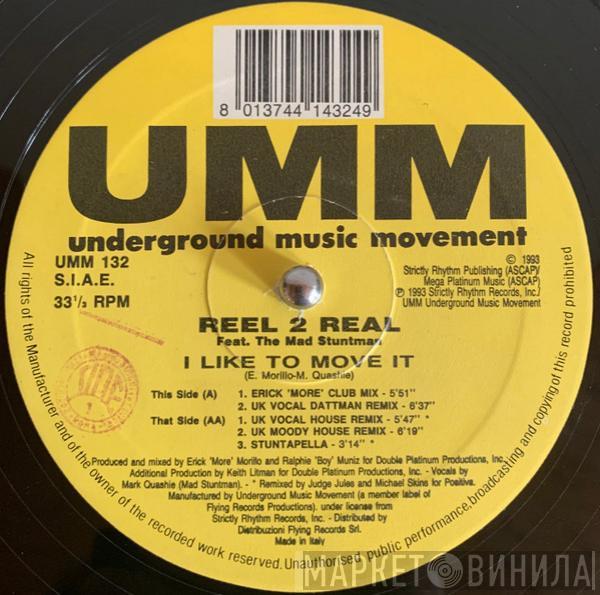 8 013744 143249
UMM
underground music movement
UMM 132
S.I.A.E.
33 1/3 RPM
© 1993
Strictly Rhythm Publishing (ASCAP)/
Mega Platinum Music (ASCAP)
℗ 1993 Strictly Rhythm Records, Inc./
UMM Underground Music Movement
REEL 2 REAL
Feat. The Mad Stuntman
I LIKE TO MOVE IT
(E. Morillo-M. Quashie)
This Side (A) 1. ERICK 'MORE' CLUB MIX - 5'51"
2. UK VOCAL DATTMAN REMIX - 6'37"
That Side (AA) 1. UK VOCAL HOUSE REMIX - 5'47" *
2. UK MOODY HOUSE REMIX - 6'19"
3. STUNTAPELLA - 3'14" *
Produced and mixed by Erick 'More' Morillo and Ralphie 'Boy' Muniz for Double Platinum Productions, Inc.
Additional Production by Keith Litman for Double Platinum Productions, Inc. - Vocals by
Mark Quashie (Mad Stuntman). - * Remixed by Judge Jules and Michael Skins for Positiva.
Manufactured by Underground Music Movement (a member label of
Flying Records Productions). under license from
Strictly Rhythm Records, Inc. - Distributed by
Distribuzioni Flying Records Srl.
Made in Italy
All rights of the Manufacturer and of the Owner of the recorded work reserved. Unauthorised public performance, broadcasting and copying of this record prohibited
МАРКЕТ ВИНИЛА